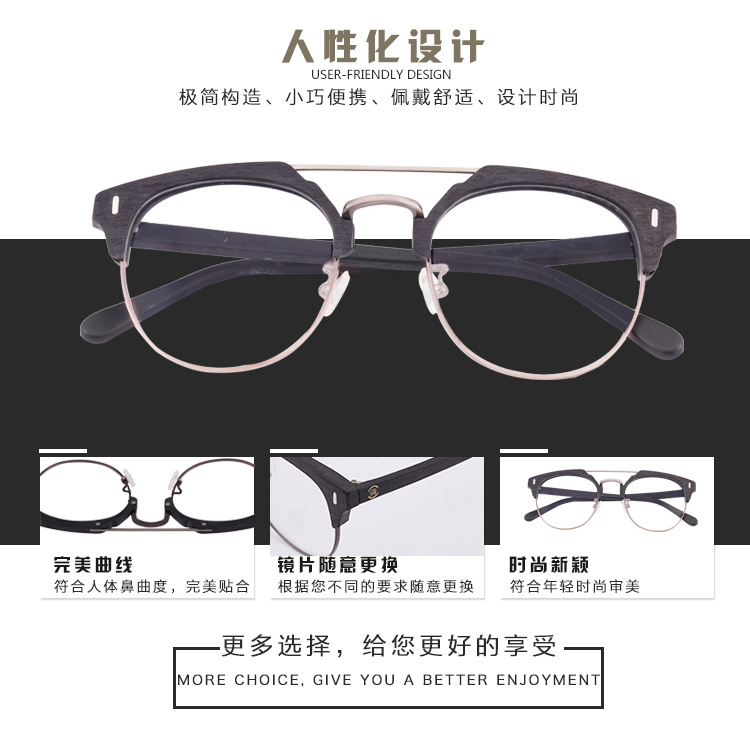 人性化设计
USER-FRIENDLY DESIGN
极简构造、小巧便携、佩戴舒适、设计时尚
完美曲线
符合人体鼻曲度，完美贴合
镜片随意更换
根据您不同的要求随意更换
时尚新颖
符合年轻时尚审美
更多选择，给您更好的享受
MORE CHOICE, GIVE YOU A BETTER ENJOYMENT